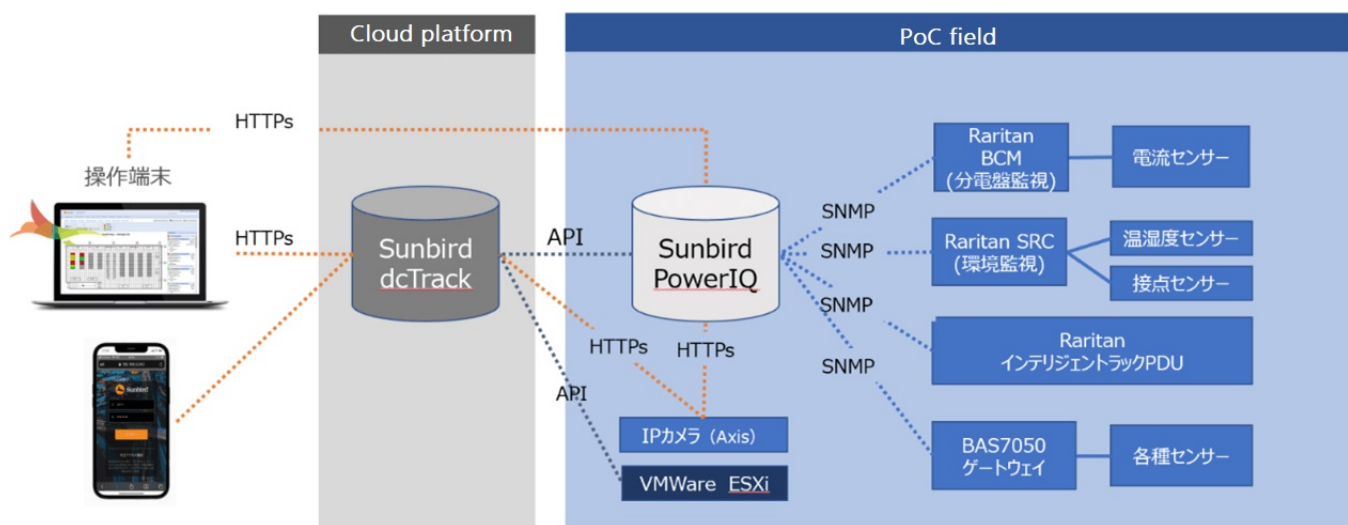 Cloud platform
PoC field
HTTPs
操作端末
HTTPs
Sunbird
dcTrack
API
Sunbird
PowerIQ
SNMP
SNMP
SNMP
SNMP
HTTPs
HTTPs
API
Raritan
BCM
(分電盤監視)
電流センサー
Raritan SRC
(環境監視)
温湿度センサー
接点センサー
Raritan
インテリジェントラックPDU
IPカメラ（Axis）
VMWare ESXi
BAS7050
ゲートウェイ
各種センサー
Sunbird